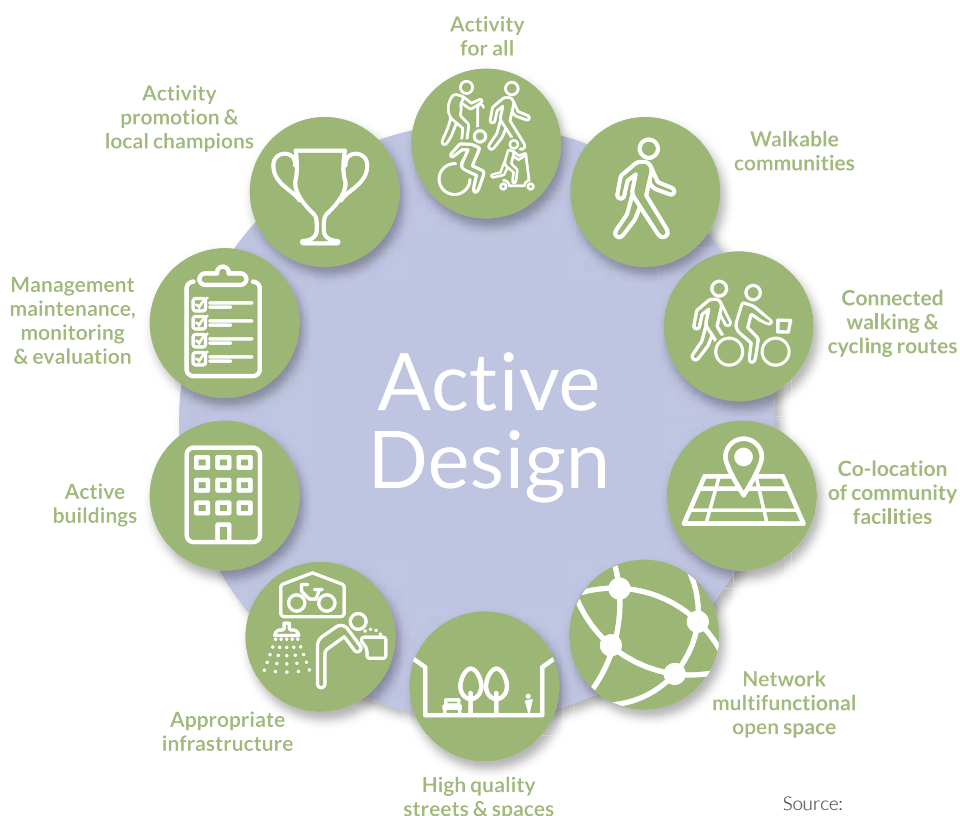 Activity
for all
Walkable
communities
Connected
walking &
cycling routes
Co-location
of community
facilities
Network
multifunctional
open space
High quality
streets & spaces
Appropriate
infrastructure
Active
buildings
Management
maintenance,
monitoring
& evaluation
Activity
promotion &
local champions
Active
Design
Source: